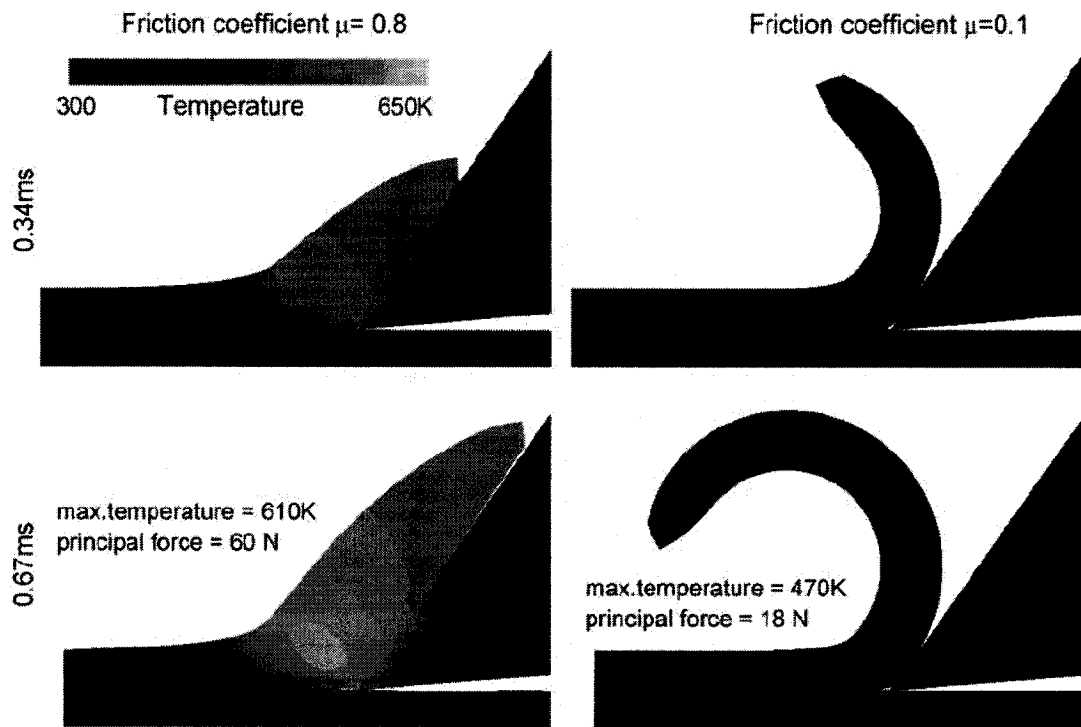 Friction coefficient μ= 0.8
Friction coefficient μ=0.1
300 Temperature 650K
0.34ms
0.67ms
max.temperature = 610K
principal force = 60 N
max.temperature = 470K
principal force = 18 N